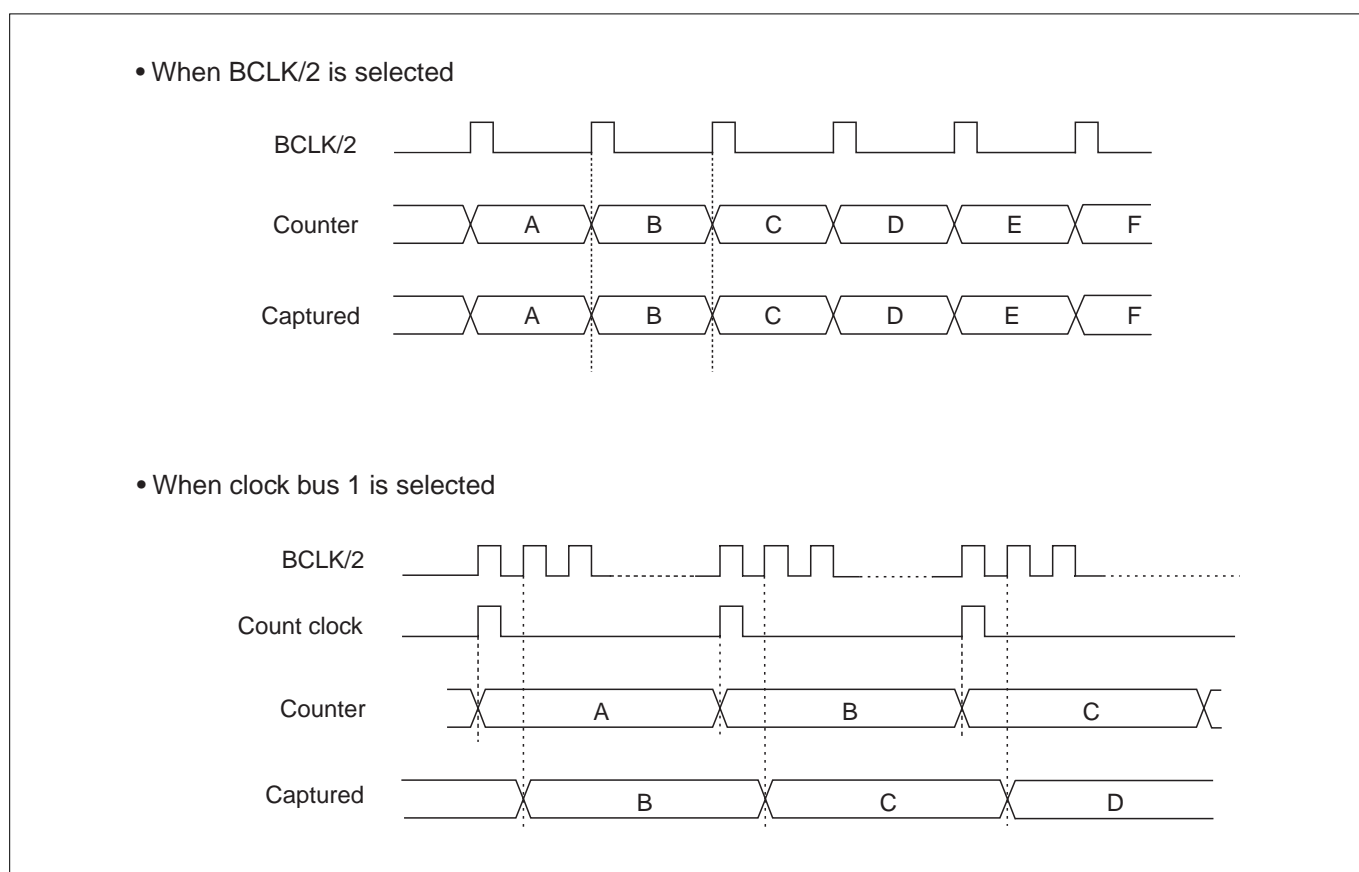 • When BCLK/2 is selected
BCLK/2
Counter A B C D E F
Captured A B C D E F
• When clock bus 1 is selected
BCLK/2
Count clock
Counter A B C
Captured B C D